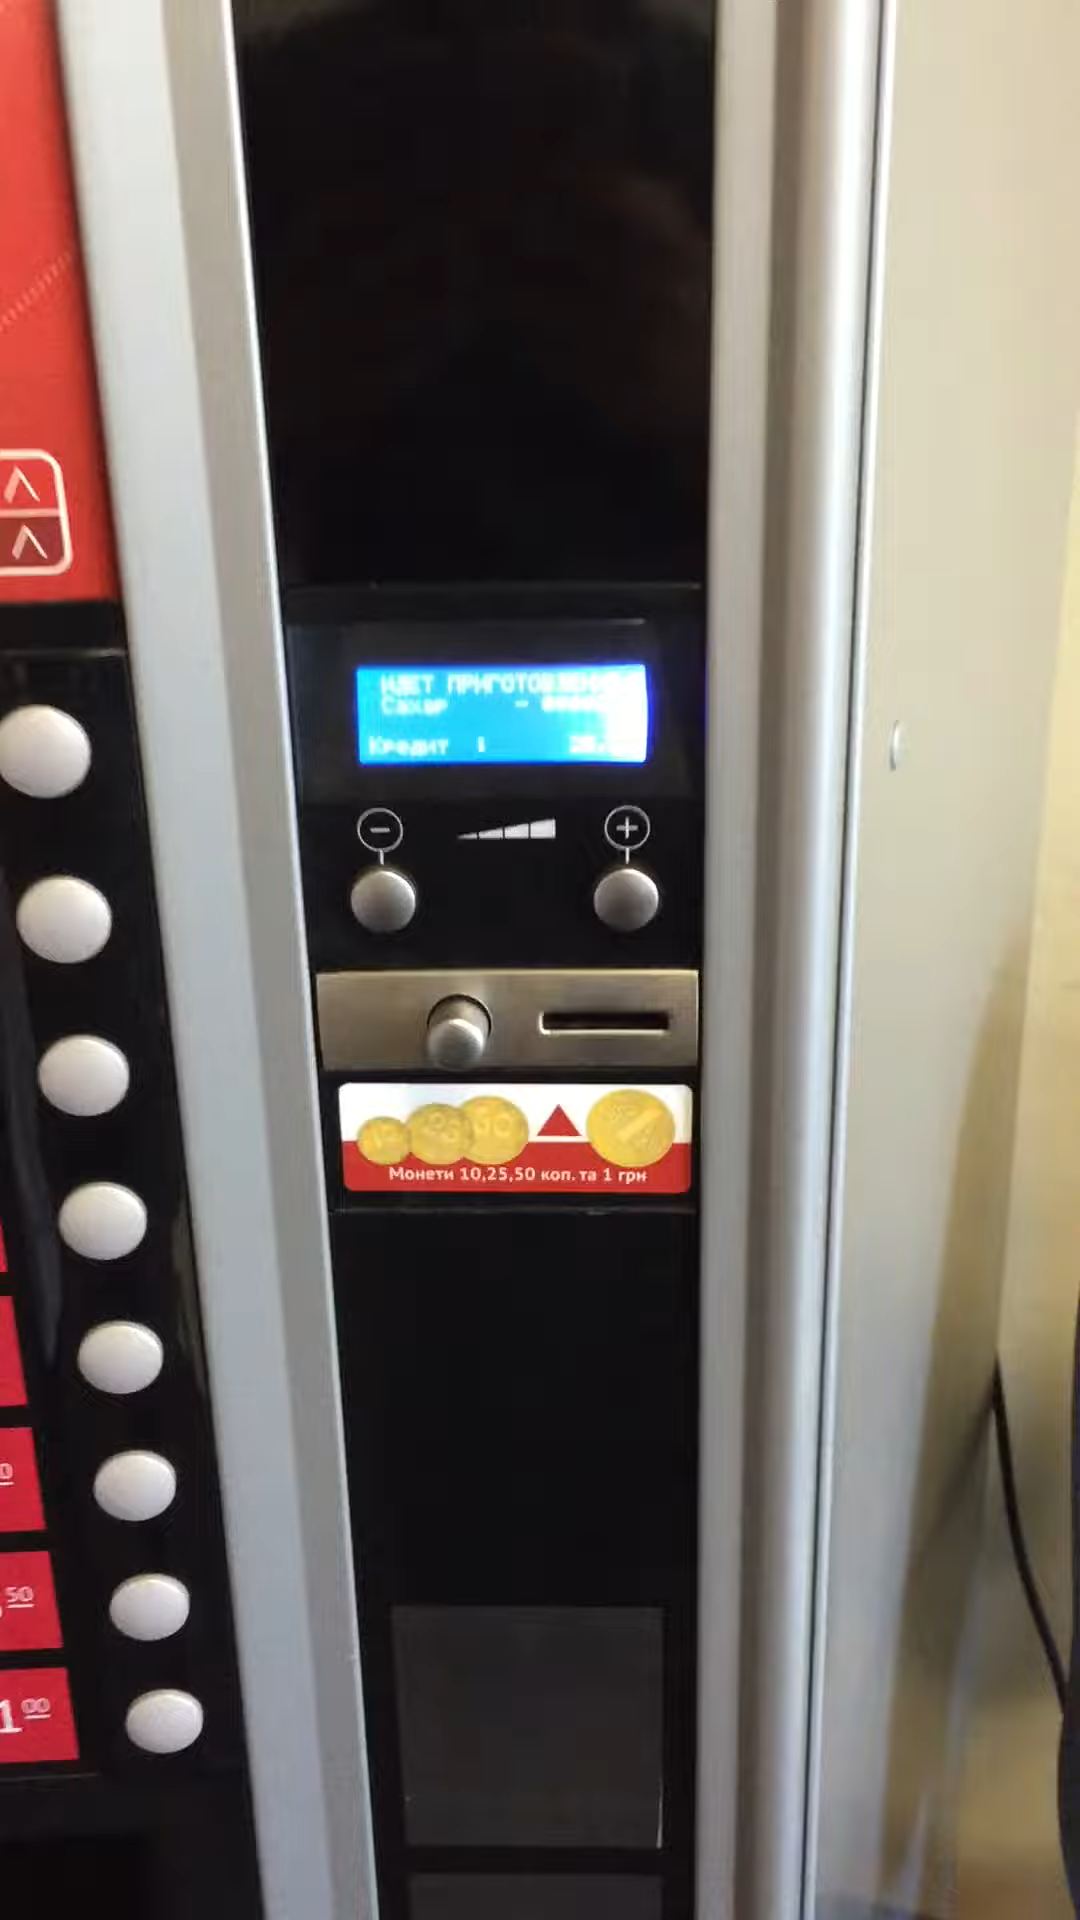 ИДЕТ ПРИГОТОВЛЕНИЕ
Сахар -
Кредит :
Монети 10,25,50 коп. та 1 грн
50
1 00